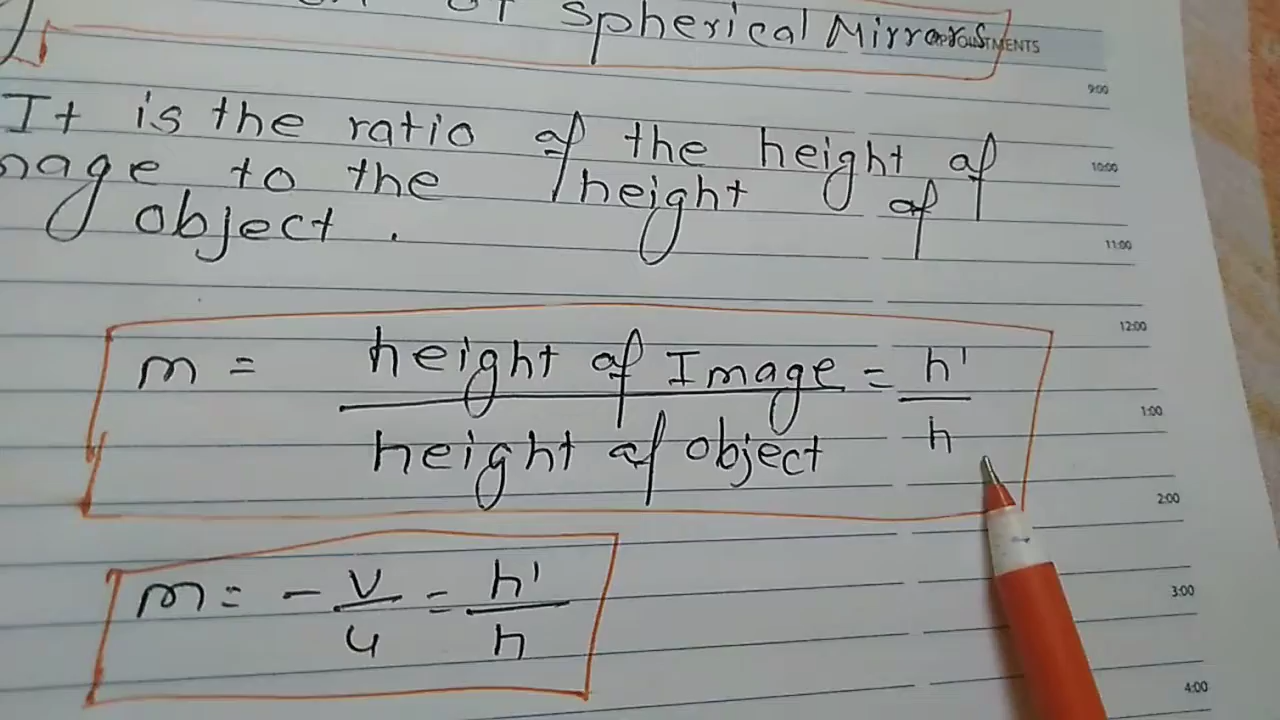 OF Spherical Mirrors
APPOINTMENTS
9:00
It is the ratio of the height of
10:00
mage to the height of
object.
11:00
12:00
m = height of Image = h'
height of object h
1:00
2:00
m = - v = h'
u h
3:00
4:00